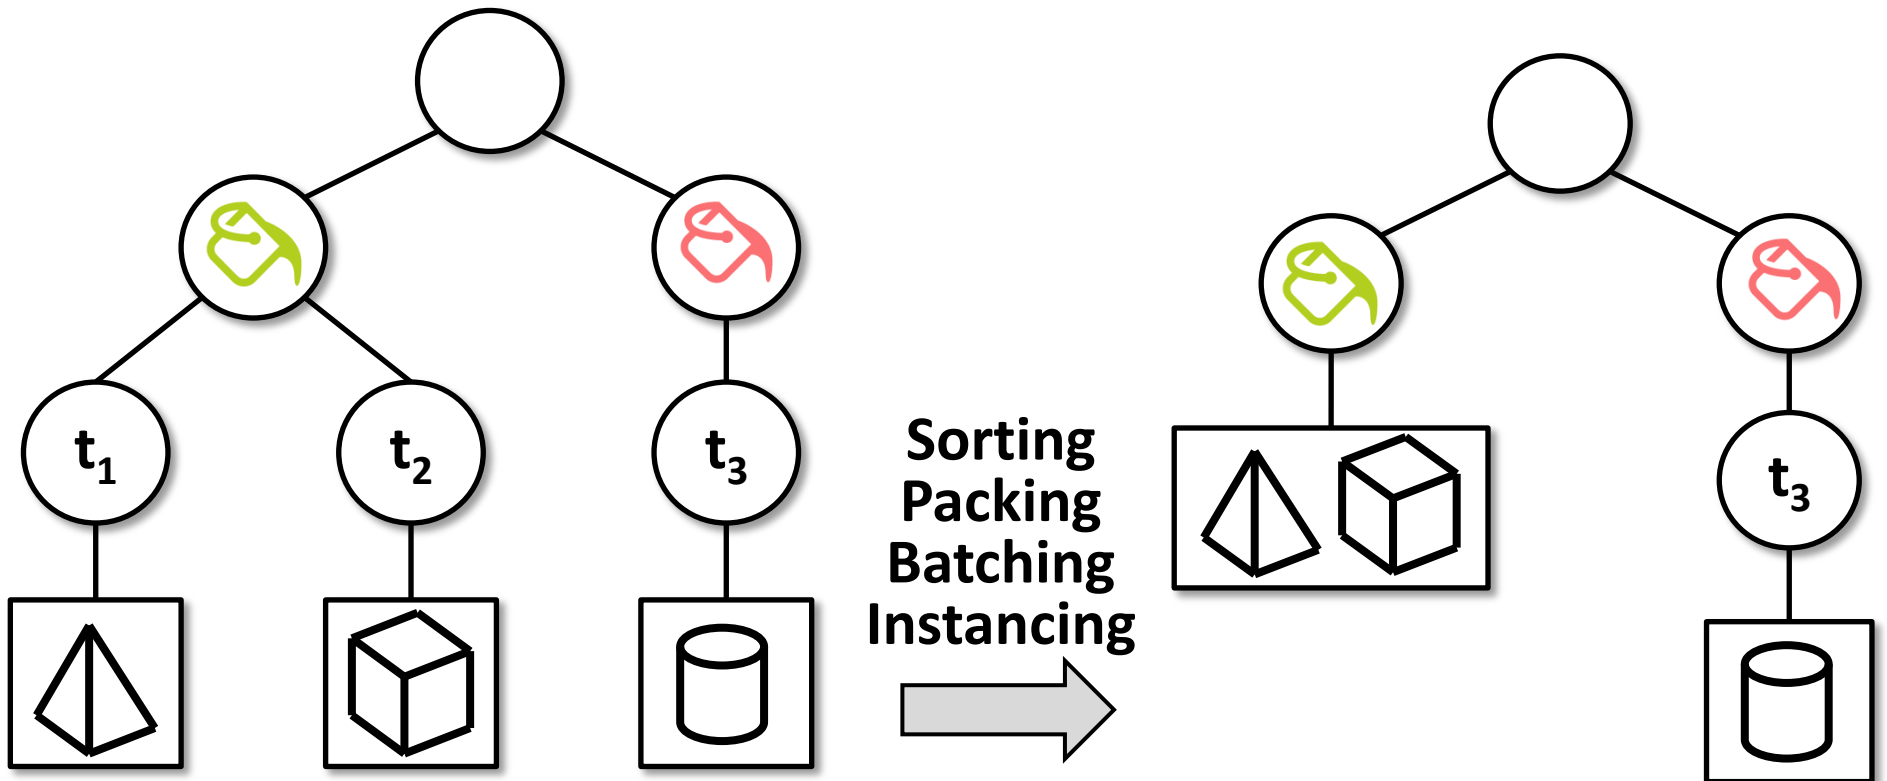 t₁
t₂
t₃
Sorting
Packing
Batching
Instancing
t₃